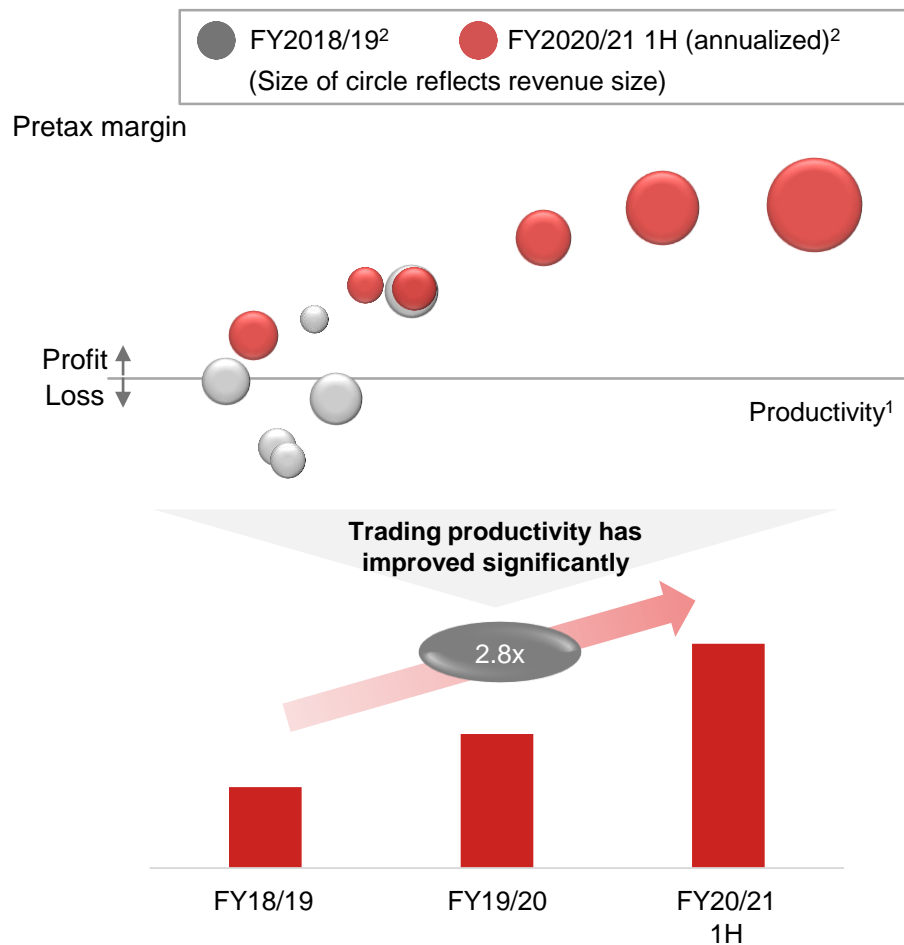 FY2018/19² FY2020/21 1H (annualized)²
(Size of circle reflects revenue size)
Pretax margin
Profit
Loss
Productivity¹
Trading productivity has
improved significantly
2.8x
FY18/19 FY19/20 FY20/21
1H